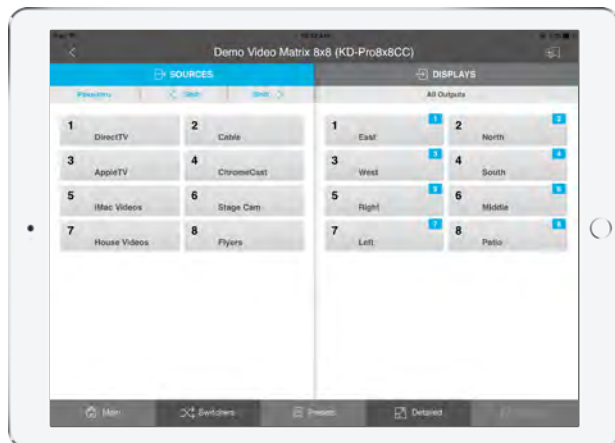 Demo Video Matrix 8x8 (KD-Pro8x8CC)
SOURCES
DISPLAYS
Shift
Shift
All Outputs
1 DirectTV
2 Cable
3 AppleTV
4 ChromeCast
5 iMac Videos
6 Stage Cam
7 House Videos
8 Flyers
1 East 1
2 North 2
3 West 3
4 South 4
5 Right 5
6 Middle 6
7 Left 7
8 Patio 8
Main
Switchers
Presets
Detailed